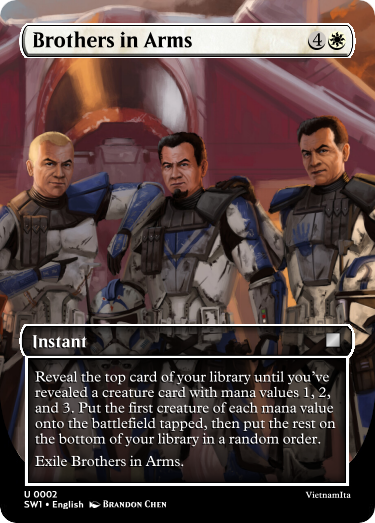 Brothers in Arms 4
Instant
Reveal the top card of your library until you've
revealed a creature card with mana values 1, 2,
and 3. Put the first creature of each mana value
onto the battlefield tapped, then put the rest on
the bottom of your library in a random order.
Exile Brothers in Arms.
U 0002
SW1 • English Brandon Chen
VietnamIta